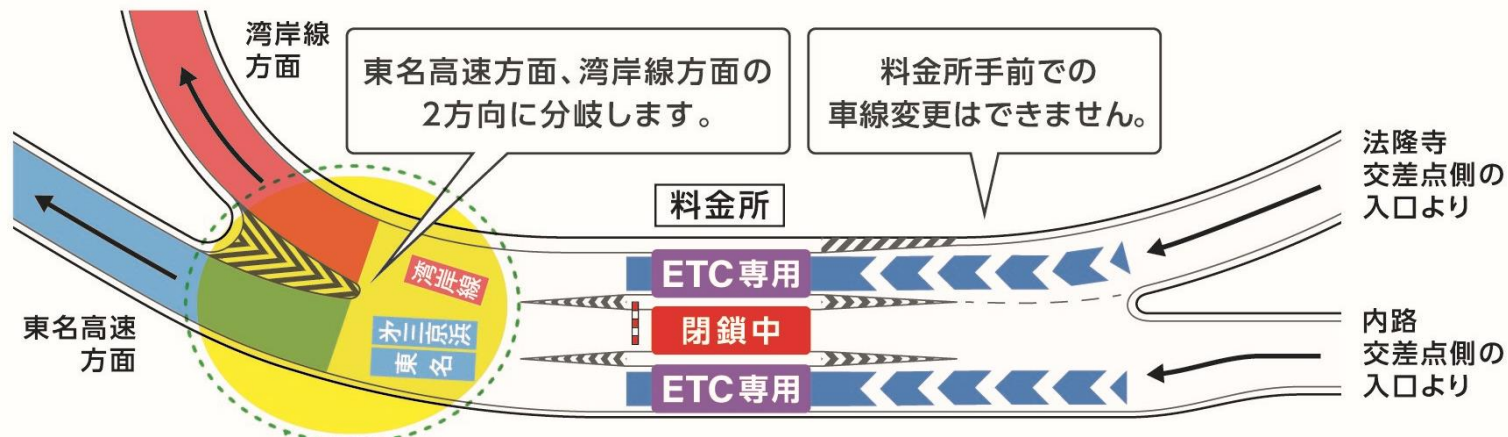 湾岸線
方面
東名高速方面、湾岸線方面の
2方向に分岐します。
料金所手前での
車線変更はできません。
法隆寺
交差点側の
入口より
料金所
ETC専用
湾岸線
閉鎖中
第三京浜
東名
東名高速
方面
内路
交差点側の
入口より
ETC専用